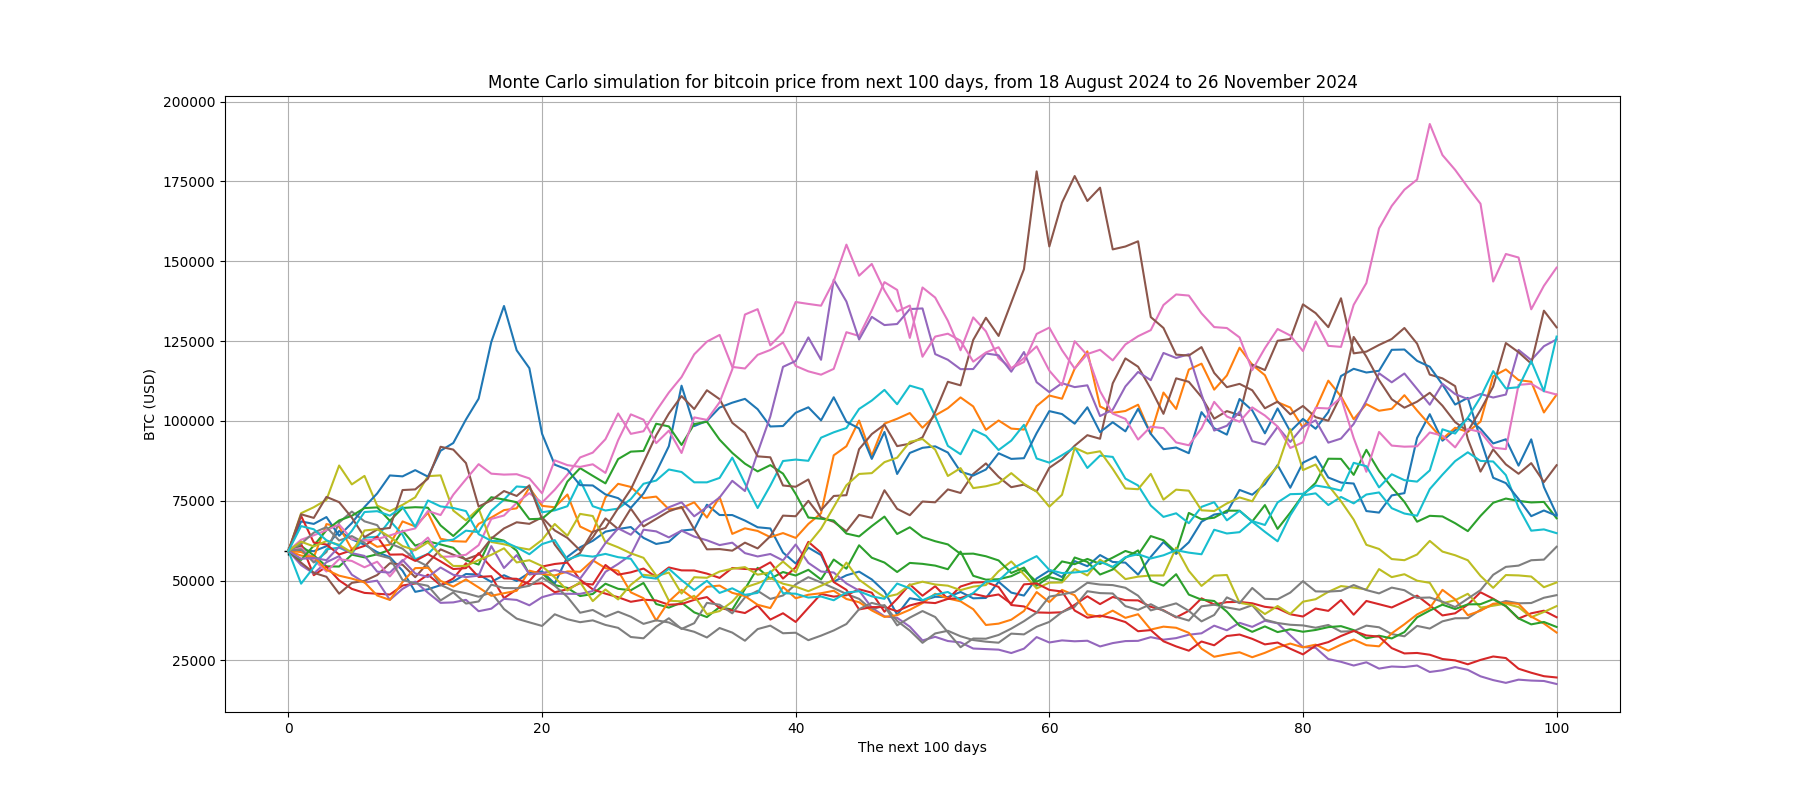 Monte Carlo simulation for bitcoin price from next 100 days, from 18 August 2024 to 26 November 2024
200000
175000
150000
125000
100000
75000
50000
25000
BTC (USD)
0 20 40 60 80 100
The next 100 days